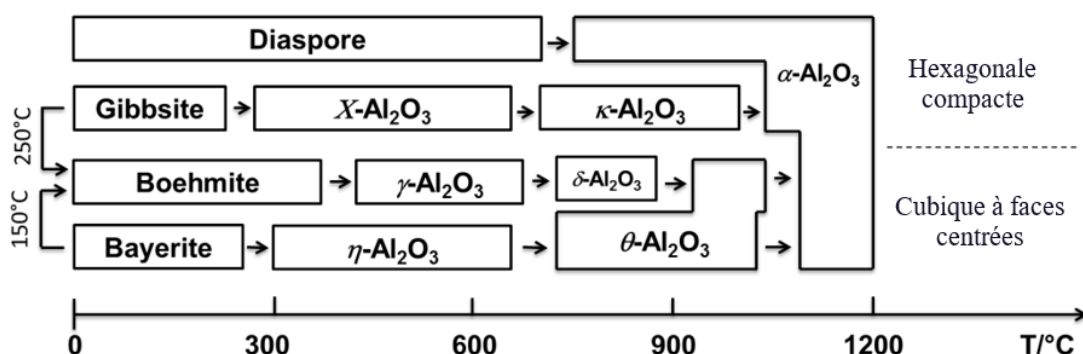 Diaspore
α-Al₂O₃
Hexagonale
compacte
250°C
Gibbsite
X-Al₂O₃
κ-Al₂O₃
150°C
Boehmite
γ-Al₂O₃
δ-Al₂O₃
Bayerite
η-Al₂O₃
θ-Al₂O₃
Cubique à faces
centrées
0 300 600 900 1200 T/°C